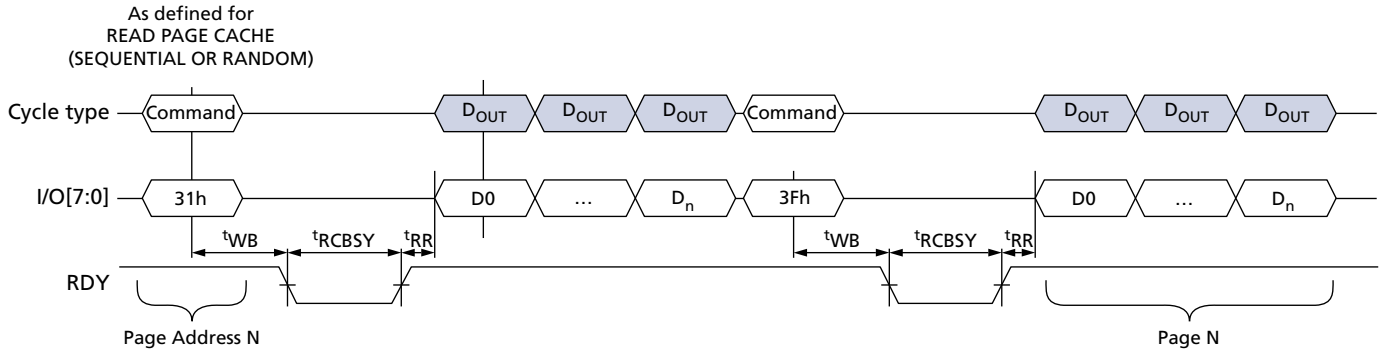 As defined for
READ PAGE CACHE
(SEQUENTIAL OR RANDOM)
Cycle type Command DOUT DOUT DOUT Command DOUT DOUT DOUT
I/O[7:0] 31h D0 … Dn 3Fh D0 … Dn
tWB tRCBSY tRR tWB tRCBSY tRR
RDY
Page Address N Page N